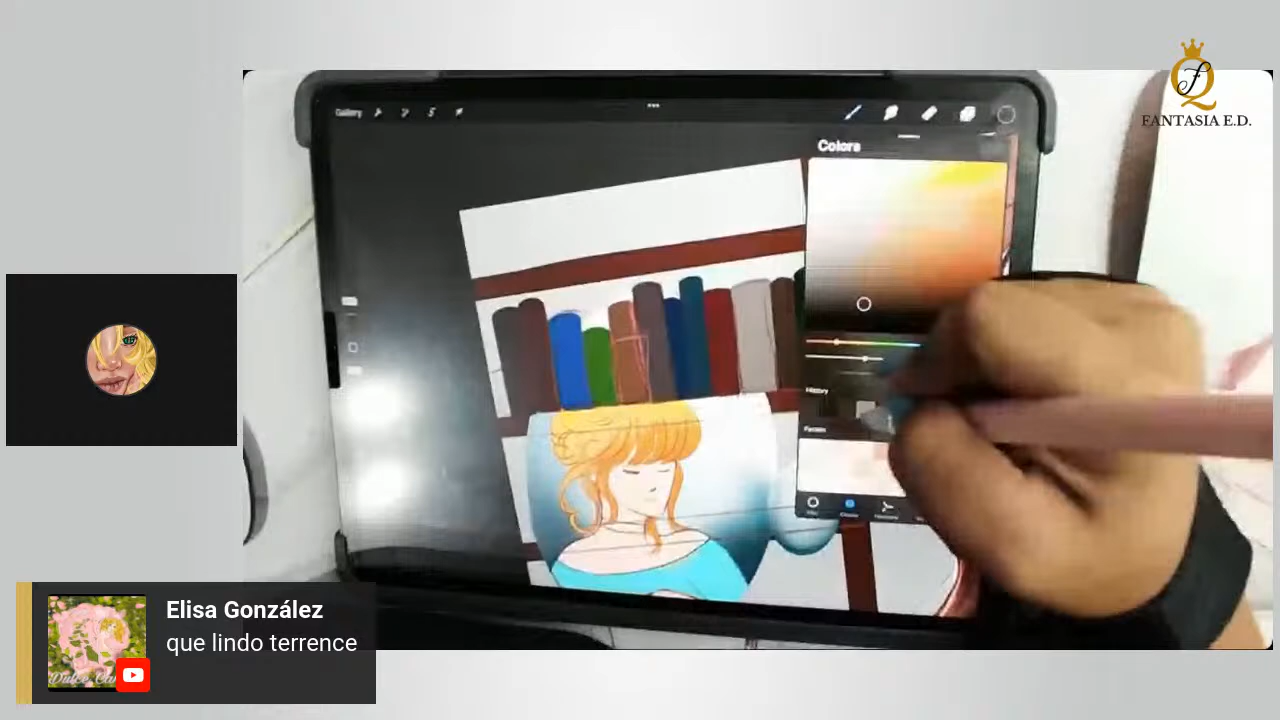 FANTASIA E.D.
Gallery
Colors
History
Elisa González
que lindo terrence